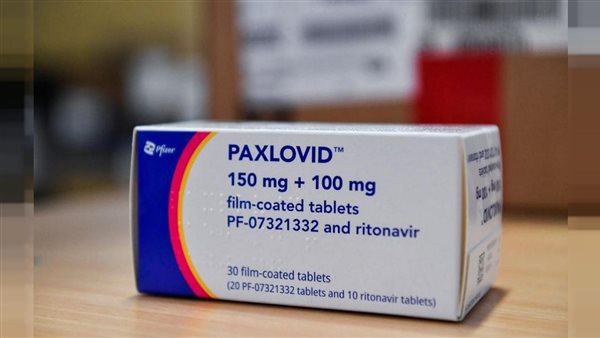 Pfizer
PAXLOVID™
150 mg + 100 mg
film-coated tablets
PF-07321332 and ritonavir
30 film-coated tablets
(20 PF-07321332 tablets and 10 ritonavir tablets)